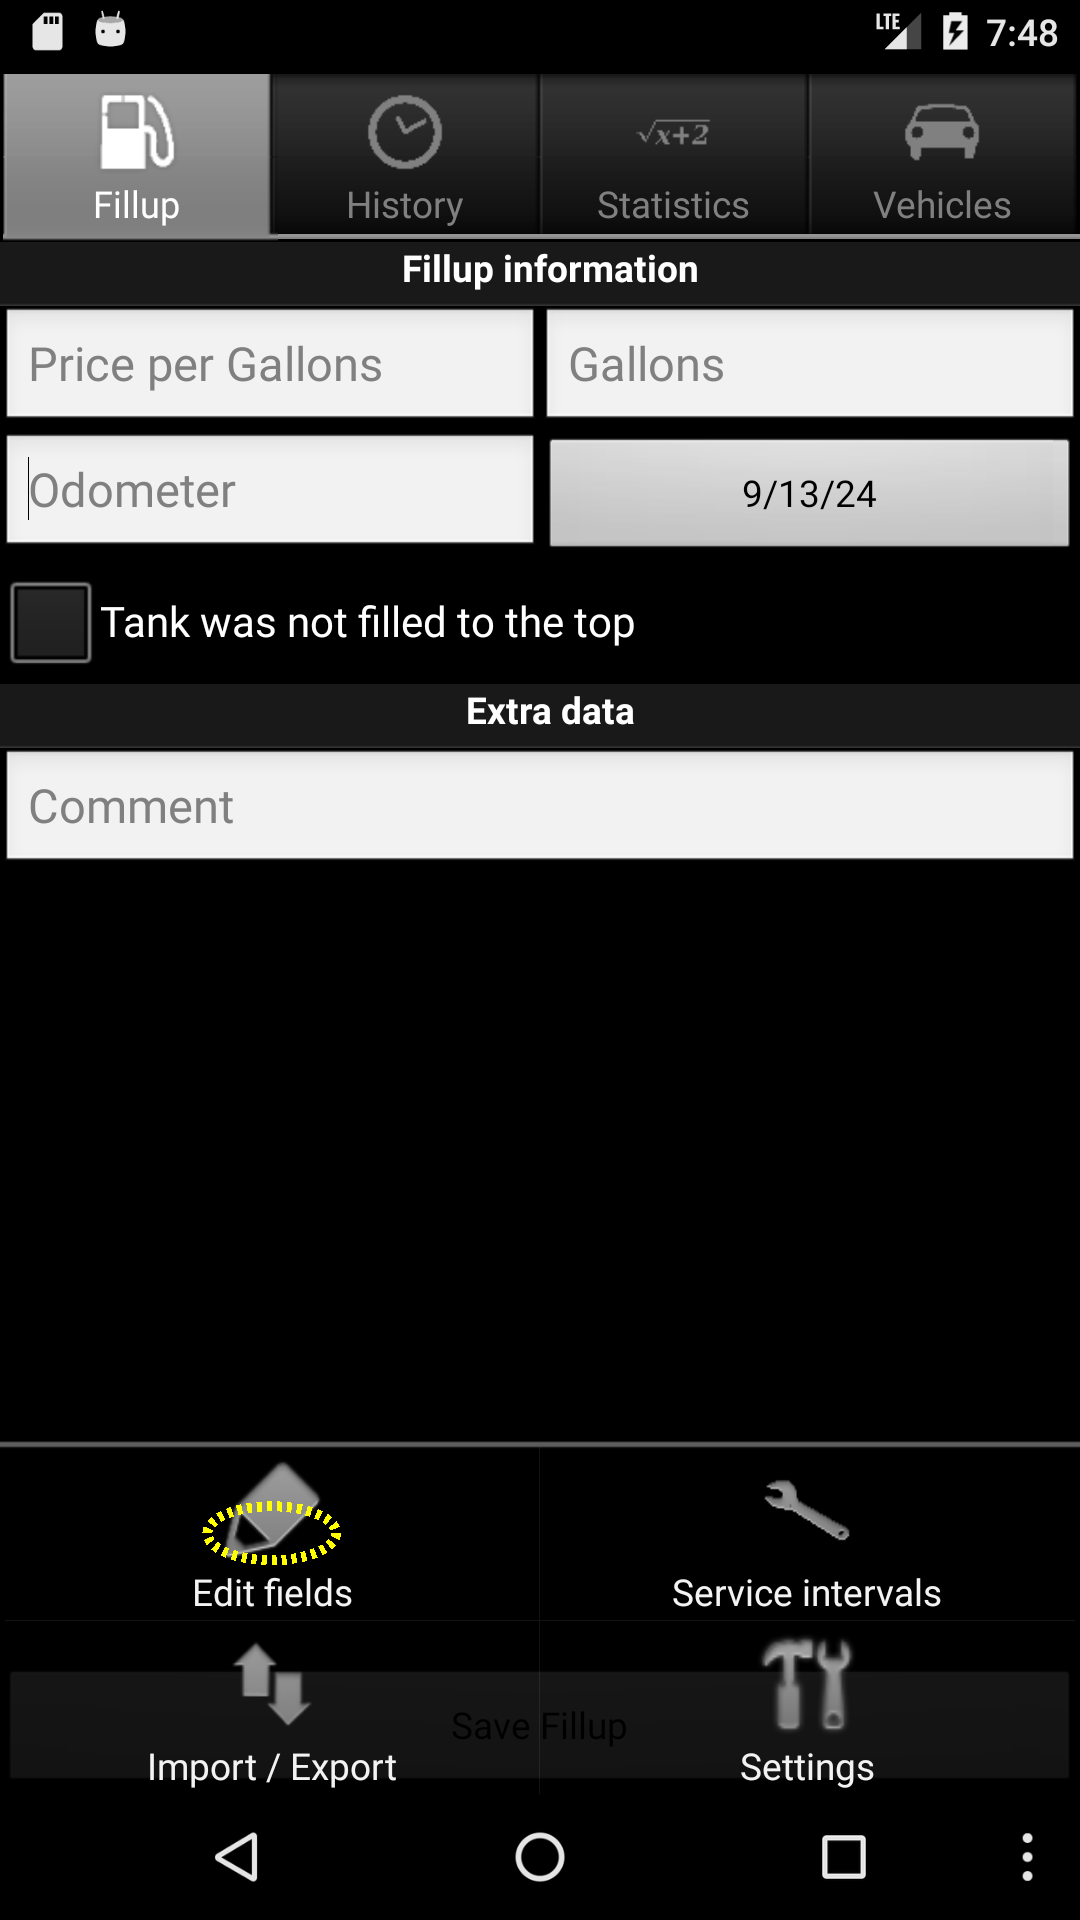 LTE 7:48
Fillup History √x+2 Statistics Vehicles
Fillup information
Price per Gallons Gallons
Odometer 9/13/24
Tank was not filled to the top
Extra data
Comment
Edit fields Service intervals
Save Fillup
Import / Export Settings